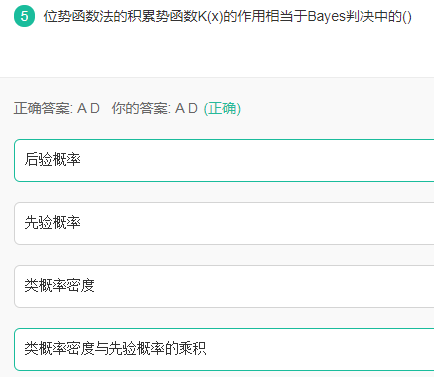 5 位势函数法的积累势函数K(x)的作用相当于Bayes判决中的()
正确答案: A D 你的答案: A D (正确)
后验概率
先验概率
类概率密度
类概率密度与先验概率的乘积